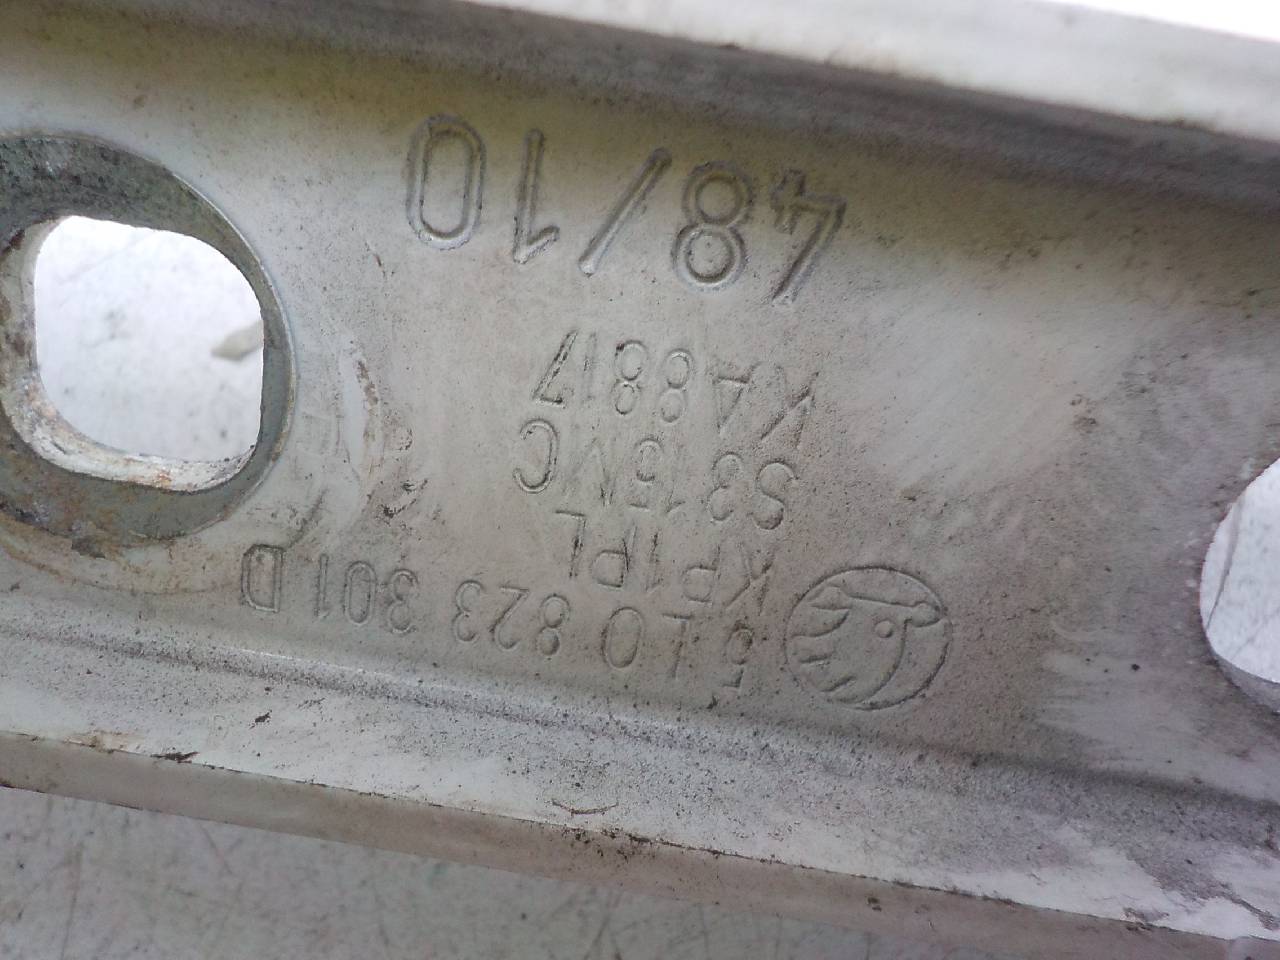 5L0 823 301 D
KP1PL
S315MC
KA8817
48/10